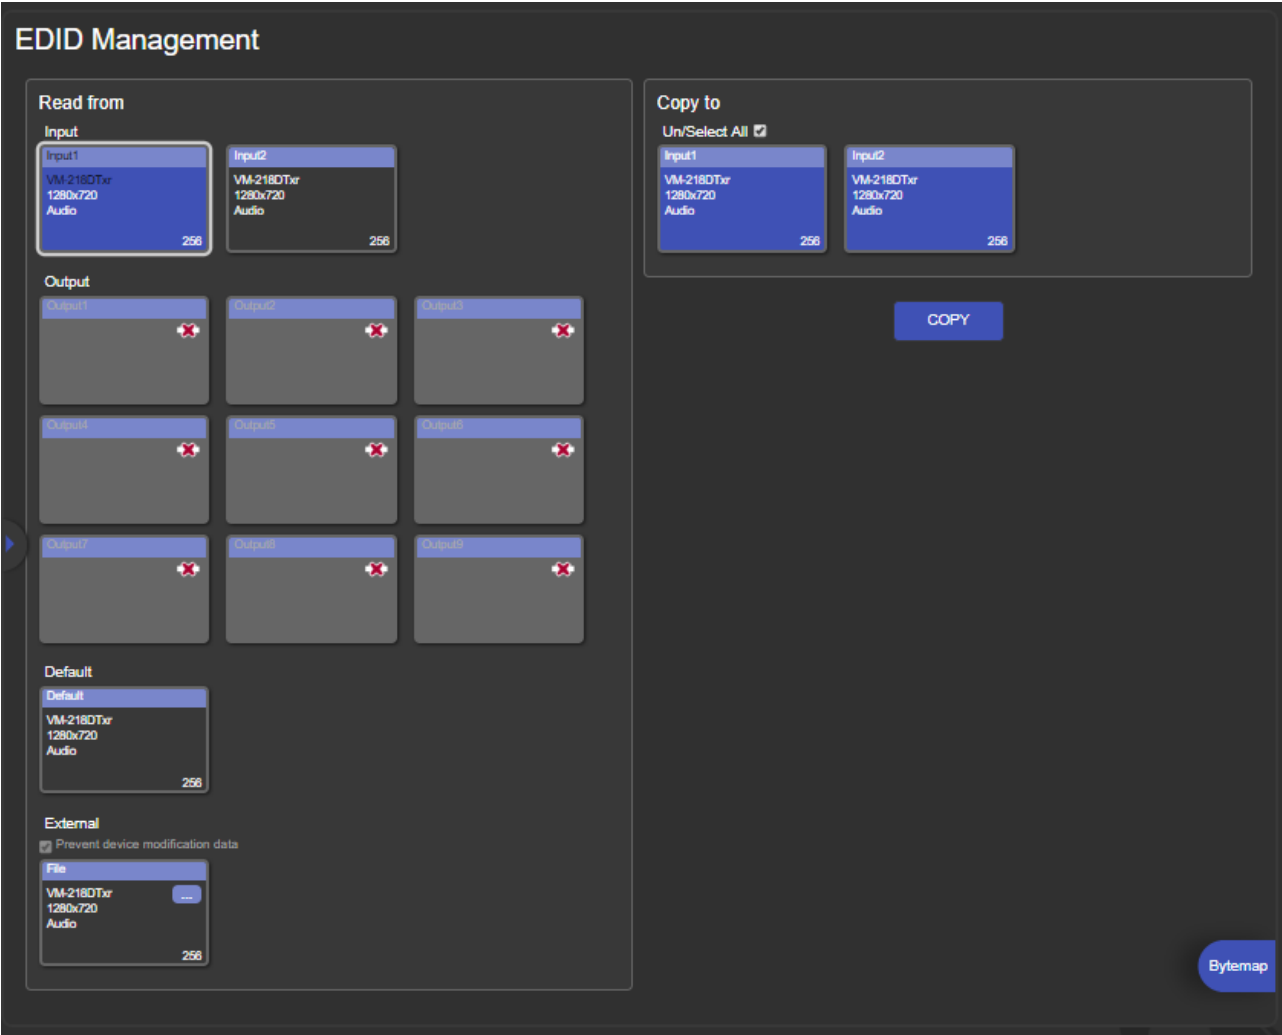 EDID Management
Read from
Input
Input1
VM-218DTxr
1280x720
Audio
256
Input2
VM-218DTxr
1280x720
Audio
256
Output
Output1
Output2
Output3
Output4
Output5
Output6
Output7
Output8
Output9
Default
Default
VM-218DTxr
1280x720
Audio
256
External
Prevent device modification data
File
VM-218DTxr
...
1280x720
Audio
256
Copy to
Un/Select All
Input1
VM-218DTxr
1280x720
Audio
256
Input2
VM-218DTxr
1280x720
Audio
256
COPY
Bytemap